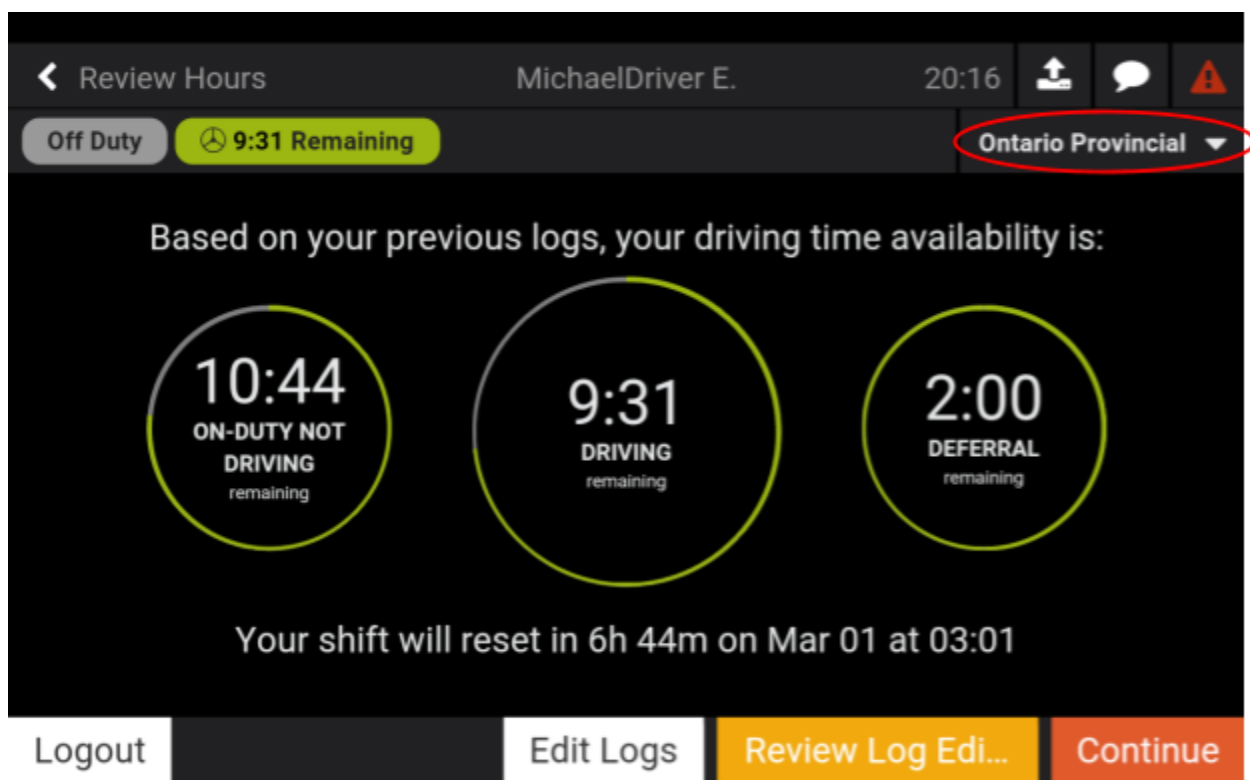 Review Hours MichaelDriver E. 20:16
Off Duty 9:31 Remaining Ontario Provincial
Based on your previous logs, your driving time availability is:
10:44
ON-DUTY NOT
DRIVING
remaining
9:31
DRIVING
remaining
2:00
DEFERRAL
remaining
Your shift will reset in 6h 44m on Mar 01 at 03:01
Logout Edit Logs Review Log Edi... Continue